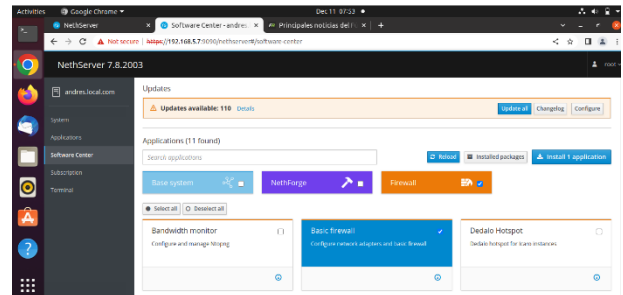 Activities Google Chrome Dec 11 07:53
NethServer
Software Center - andres.
Principales noticias del
Not secure https://192.168.5.7:9090/nethserver#/software-center
NethServer 7.8.2003
root
andres.local.com
System
Applications
Software Center
Subscription
Terminal
Updates
Updates available: 110 Details
Update all Changelog Configure
Applications (11 found)
Search applications
Reload Installed packages Install 1 application
Base system NethForge Firewall
Select all Deselect all
Bandwidth monitor
Configure and manage Ntopng
Basic firewall
Configure network adapters and basic firewall
Dedalo Hotspot
Dedalo hotspot for Icaro instances